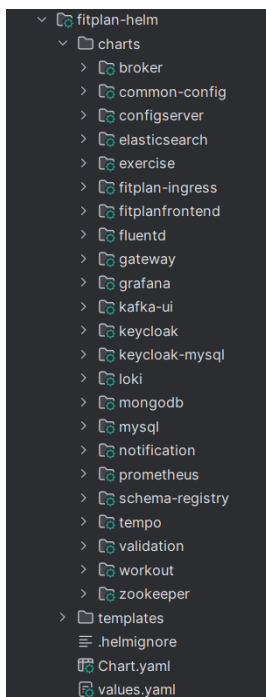 fitplan-helm
charts
broker
common-config
configserver
elasticsearch
exercise
fitplan-ingress
fitplanfrontend
fluentd
gateway
grafana
kafka-ui
keycloak
keycloak-mysql
loki
mongodb
mysql
notification
prometheus
schema-registry
tempo
validation
workout
zookeeper
templates
.helmignore
Chart.yaml
values.yaml